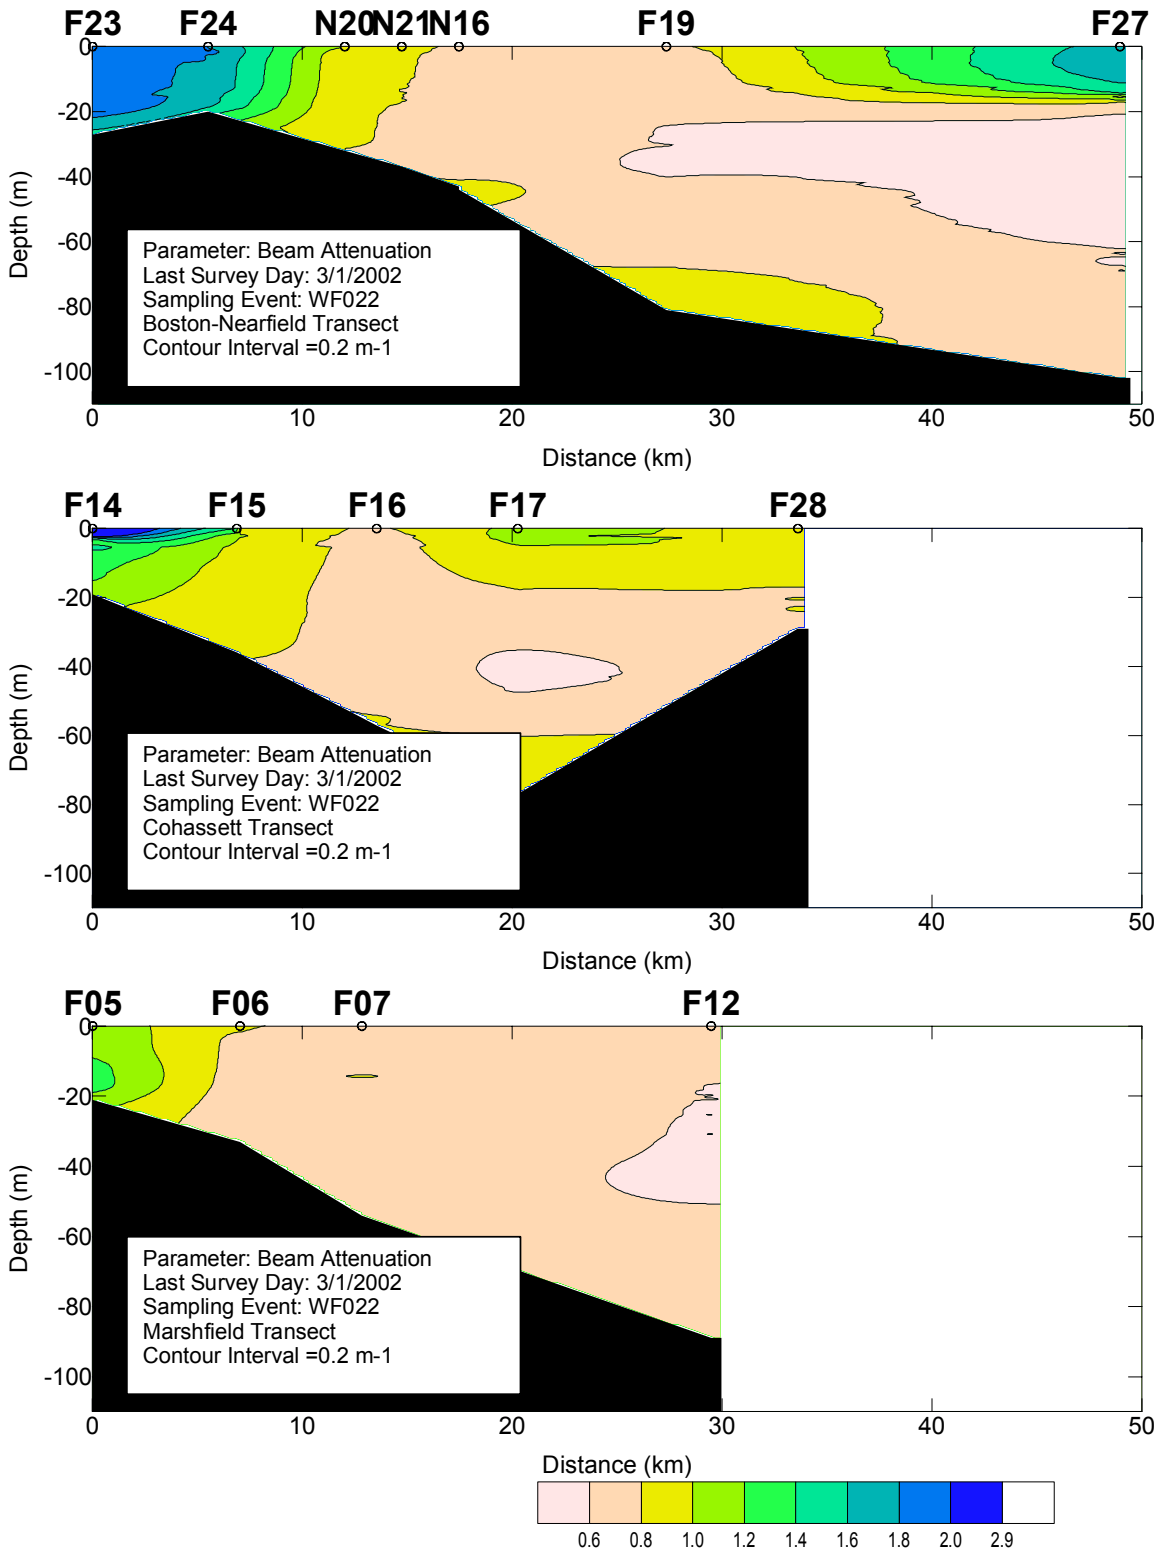 F23 F24 N20 N21 N16 F19 F27
0
-20
-40
-60
-80
-100
Depth (m)
Parameter: Beam Attenuation
Last Survey Day: 3/1/2002
Sampling Event: WF022
Boston-Nearfield Transect
Contour Interval =0.2 m-1
0 10 20 30 40 50
Distance (km)
F14 F15 F16 F17 F28
0
-20
-40
-60
-80
-100
Depth (m)
Parameter: Beam Attenuation
Last Survey Day: 3/1/2002
Sampling Event: WF022
Cohassett Transect
Contour Interval =0.2 m-1
0 10 20 30 40 50
Distance (km)
F05 F06 F07 F12
0
-20
-40
-60
-80
-100
Depth (m)
Parameter: Beam Attenuation
Last Survey Day: 3/1/2002
Sampling Event: WF022
Marshfield Transect
Contour Interval =0.2 m-1
0 10 20 30 40 50
Distance (km)
0.6 0.8 1.0 1.2 1.4 1.6 1.8 2.0 2.9